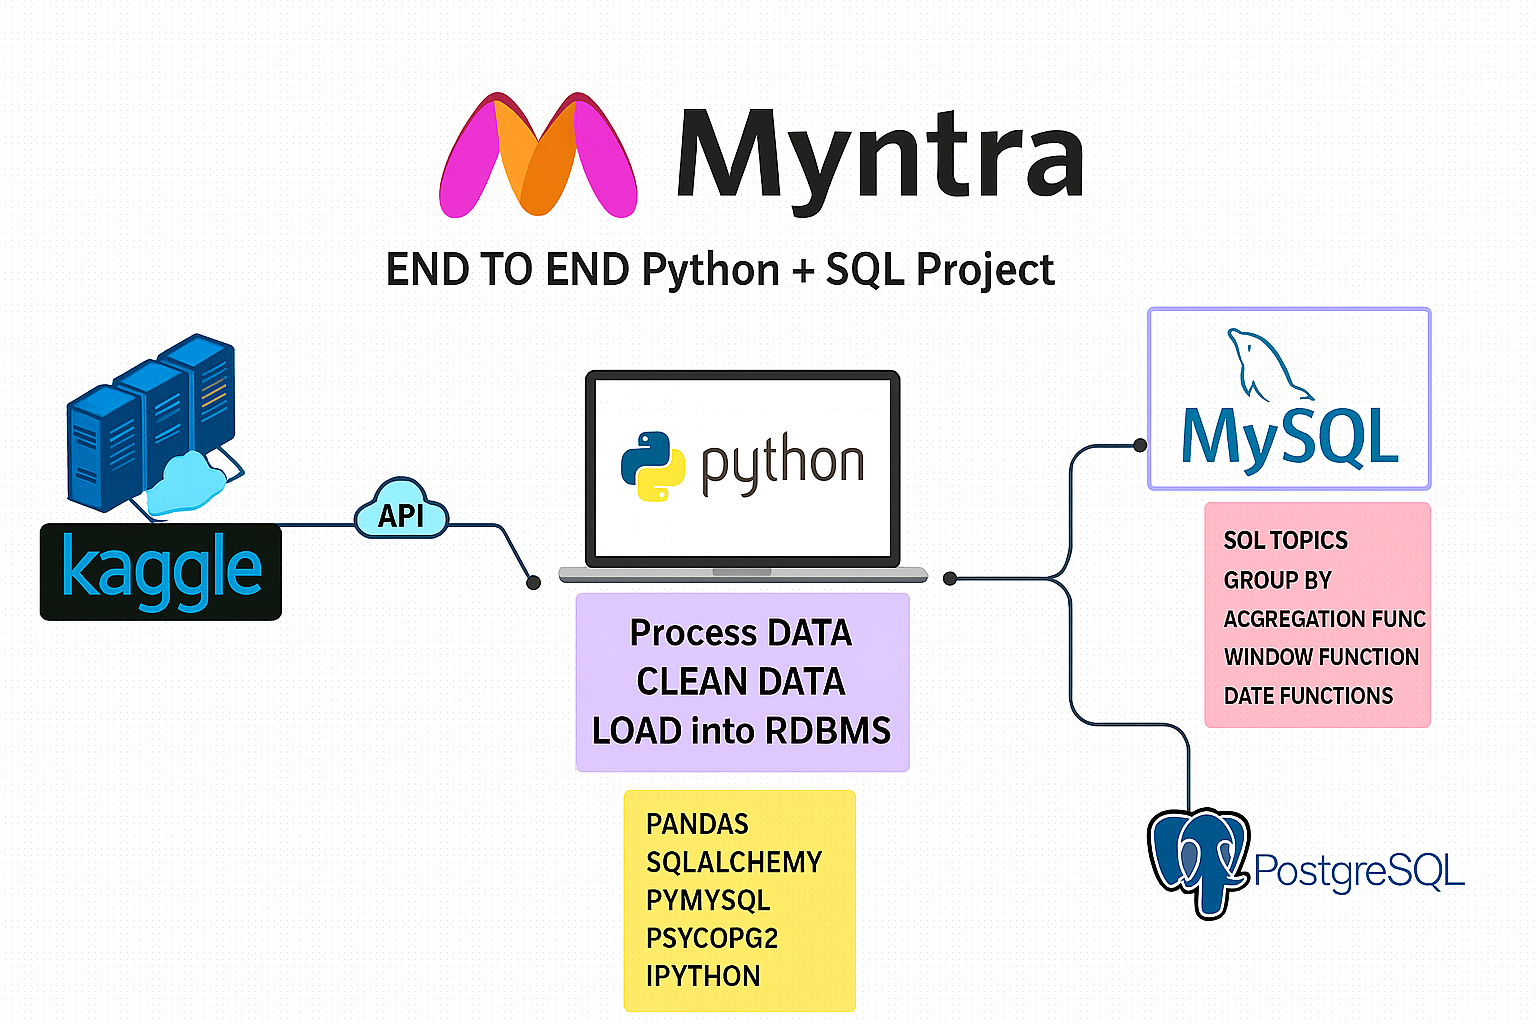 Myntra
END TO END Python + SQL Project
kaggle
API
python
Process DATA
CLEAN DATA
LOAD into RDBMS
PANDAS
SQLALCHEMY
PYMYSQL
PSYCOPG2
IPYTHON
MySQL
SOL TOPICS
GROUP BY
ACGREGATION FUNC
WINDOW FUNCTION
DATE FUNCTIONS
PostgreSQL